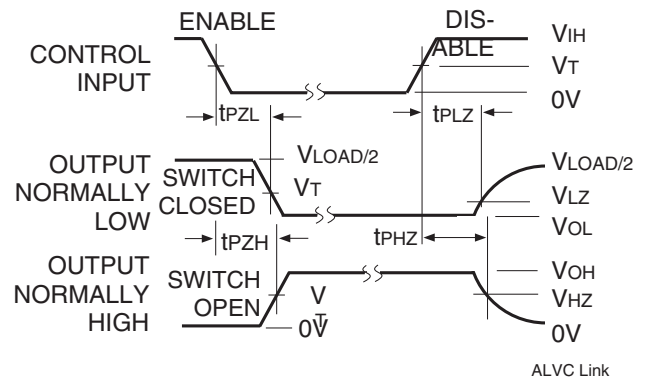 ENABLE
DIS-
ABLE
CONTROL
INPUT
VIH
VT
0V
tPZL
tPLZ
OUTPUT
NORMALLY
LOW
SWITCH
CLOSED
VLOAD/2
VT
VLOAD/2
VLZ
VOL
tPZH
tPHZ
OUTPUT
NORMALLY
HIGH
SWITCH
OPEN
VT
0V
VOH
VHZ
0V
ALVC Link